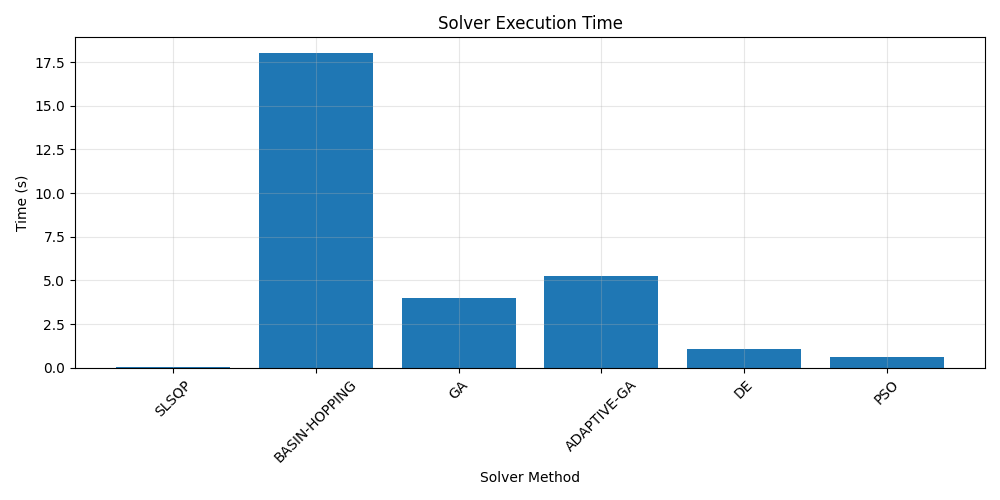 Solver Execution Time
Time (s)
17.5
15.0
12.5
10.0
7.5
5.0
2.5
0.0
SLSQP
BASIN-HOPPING
GA
ADAPTIVE-GA
DE
PSO
Solver Method